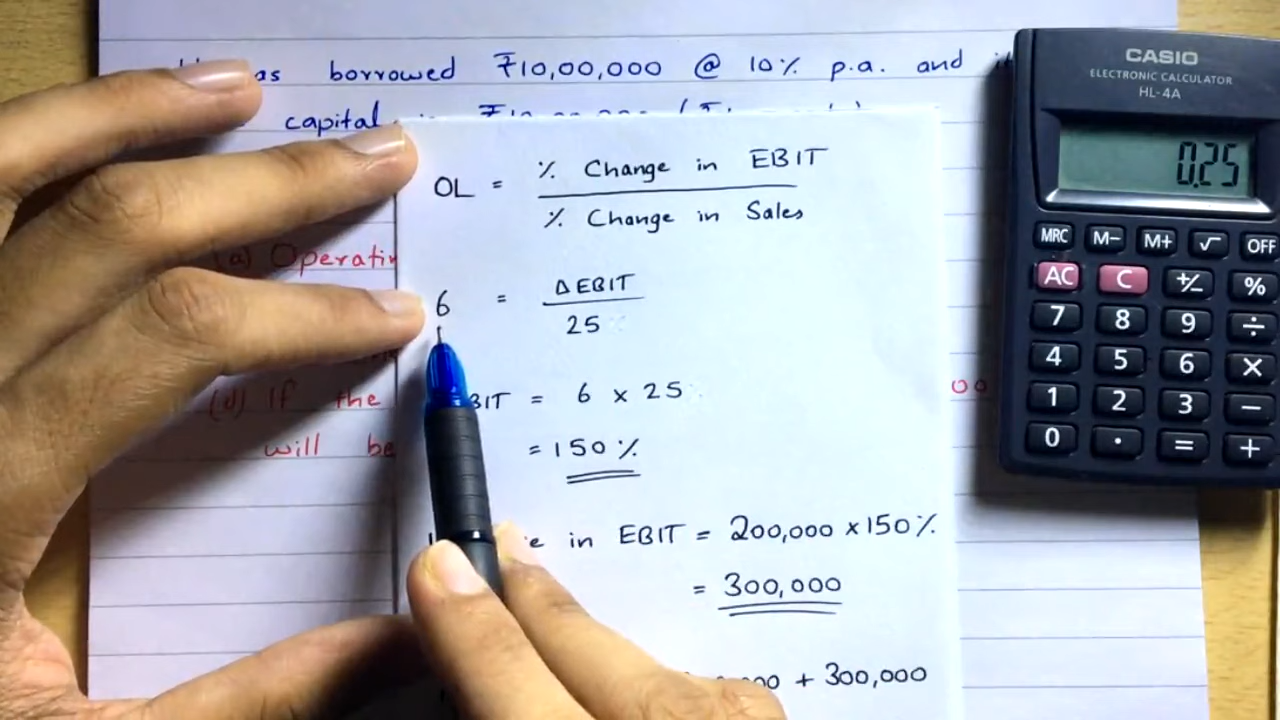 as borrowed ₹10,00,000 @ 10% p.a. and
capital
OL = % Change in EBIT
% Change in Sales
(a) Operatin
6 = ΔEBIT
25
BIT = 6 x 25
(d) If the
00
will be
= 150%
in EBIT = 200,000 x 150%
= 300,000
+ 300,000
CASIO
ELECTRONIC CALCULATOR
HL-4A
0.25
MRC M- M+ √ OFF
AC C +/- %
7 8 9 ÷
4 5 6 ×
1 2 3 −
0 · = +